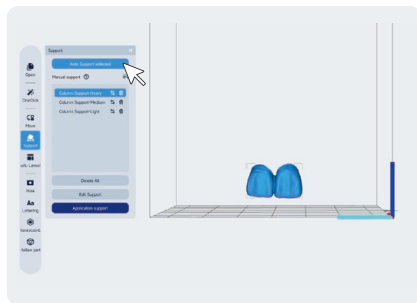 Support
Auto Support selected
Manual support
Column Support-Heavy
Column Support-Medium
Column Support-Light
Delete All
Edit Support
Application support
Open
OneClick
Move
Support
Hole
Aa
Lettering